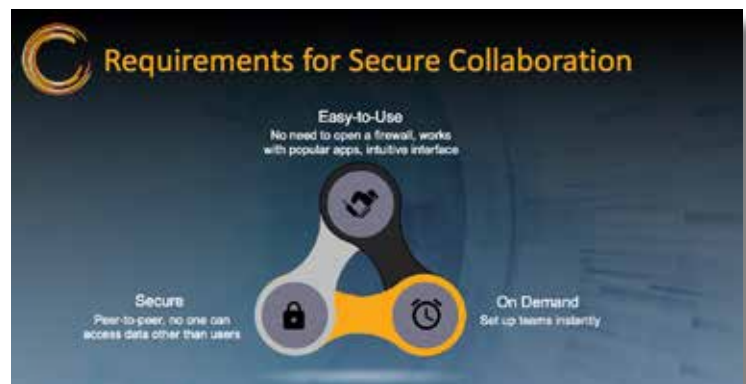 Requirements for Secure Collaboration
Easy-to-Use
No need to open a firewall, works
with popular apps, intuitive interface
Secure
Peer-to-peer, no one can
access data other than users
On Demand
Set up teams instantly